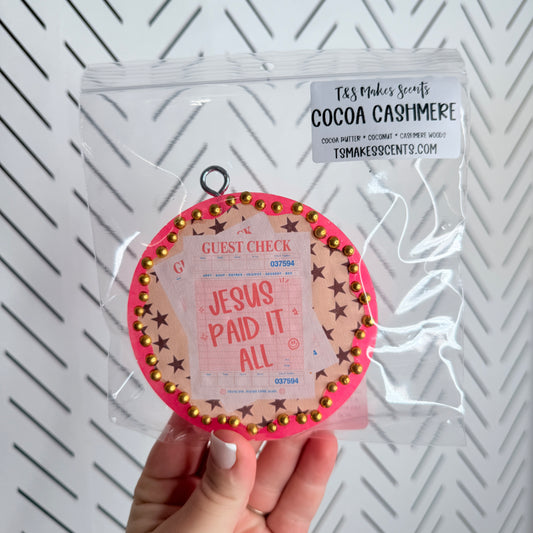 T&S Makes Scents
COCOA CASHMERE
COCOA BUTTER * COCONUT * CASHMERE WOODS
TSMAKESSCENTS.COM
GUEST CHECK
037594
JESUS
PAID IT
ALL
037594